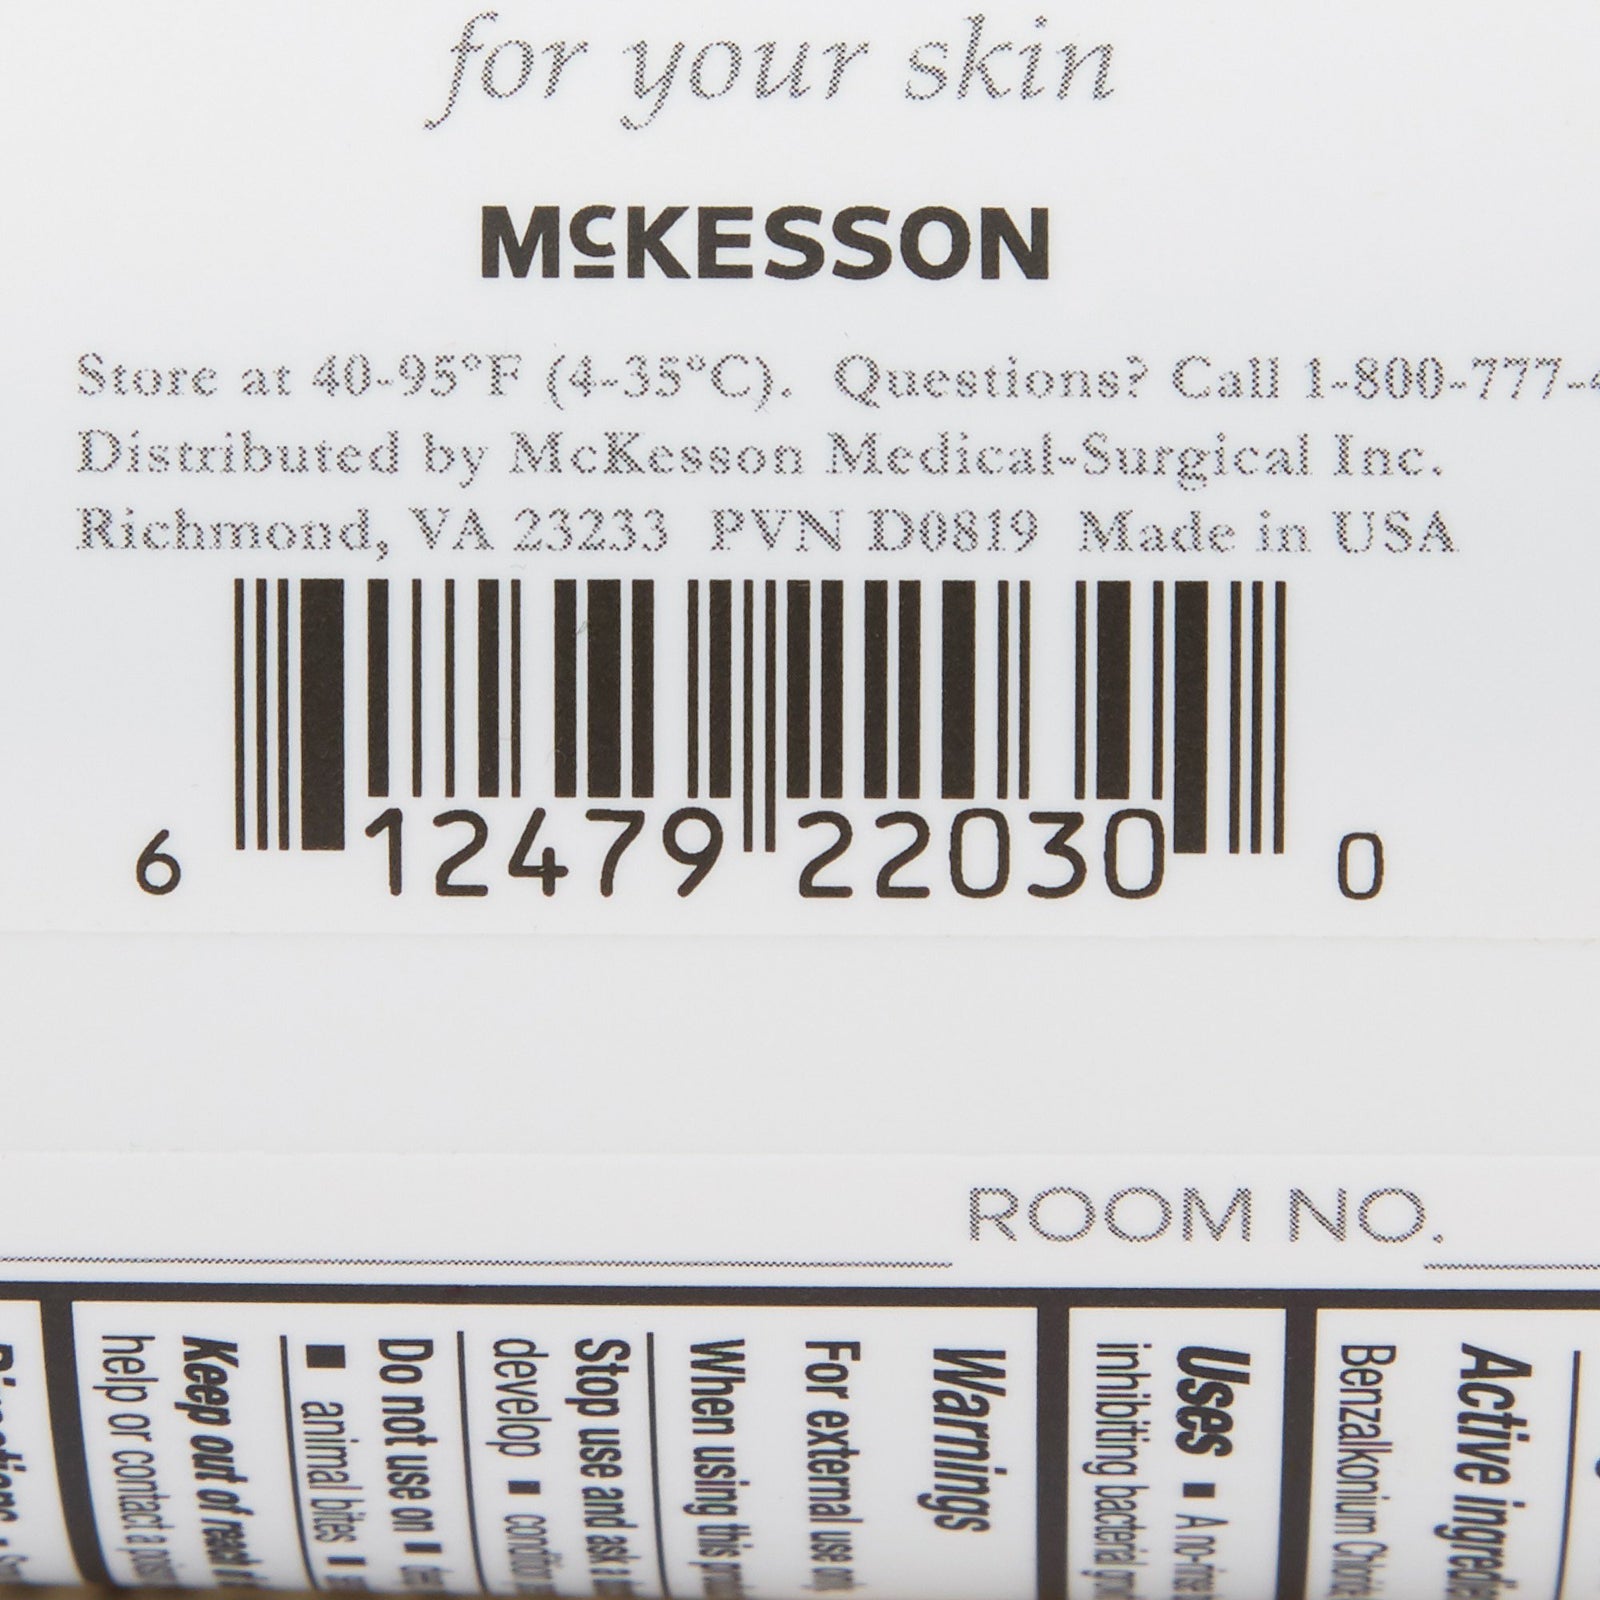 for your skin
McKESSON
Store at 40-95°F (4-35°C). Questions? Call 1-800-777-
Distributed by McKesson Medical-Surgical Inc.
Richmond, VA 23233 PVN D0819 Made in USA
6 12479 22030 0
ROOM NO.
Active
Benzalkonium
Uses ■ A
inhibiting bacterial
Warnings
For external use only
When using this
Stop use and ask a
develop ■ condition
Do not use on ■
■ animal bites ■
Keep out of reach
help or contact a